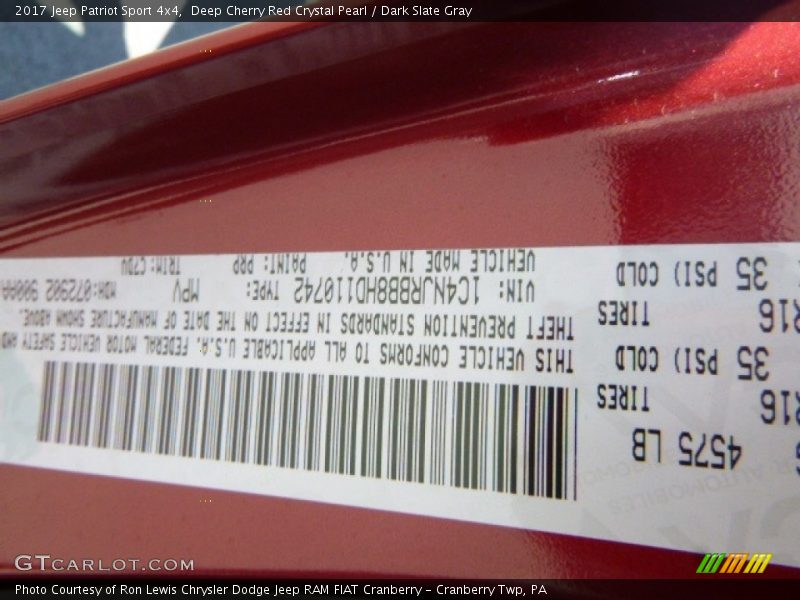 2017 Jeep Patriot Sport 4x4, Deep Cherry Red Crystal Pearl / Dark Slate Gray
4575 LB
R16 TIRES
35 PSI) COLD
R16 TIRES
35 PSI) COLD
THIS VEHICLE CONFORMS TO ALL APPLICABLE U.S.A. FEDERAL MOTOR VEHICLE SAFETY AND
THEFT PREVENTION STANDARDS IN EFFECT ON THE DATE OF MANUFACTURE SHOWN ABOVE.
VIN: 1C4NJRBB8HD110742 TYPE: MPV MDH:072902 900AA
VEHICLE MADE IN U.S.A. PAINT: PRP TRIM:
GTCARLOT.COM
Photo Courtesy of Ron Lewis Chrysler Dodge Jeep RAM FIAT Cranberry - Cranberry Twp, PA